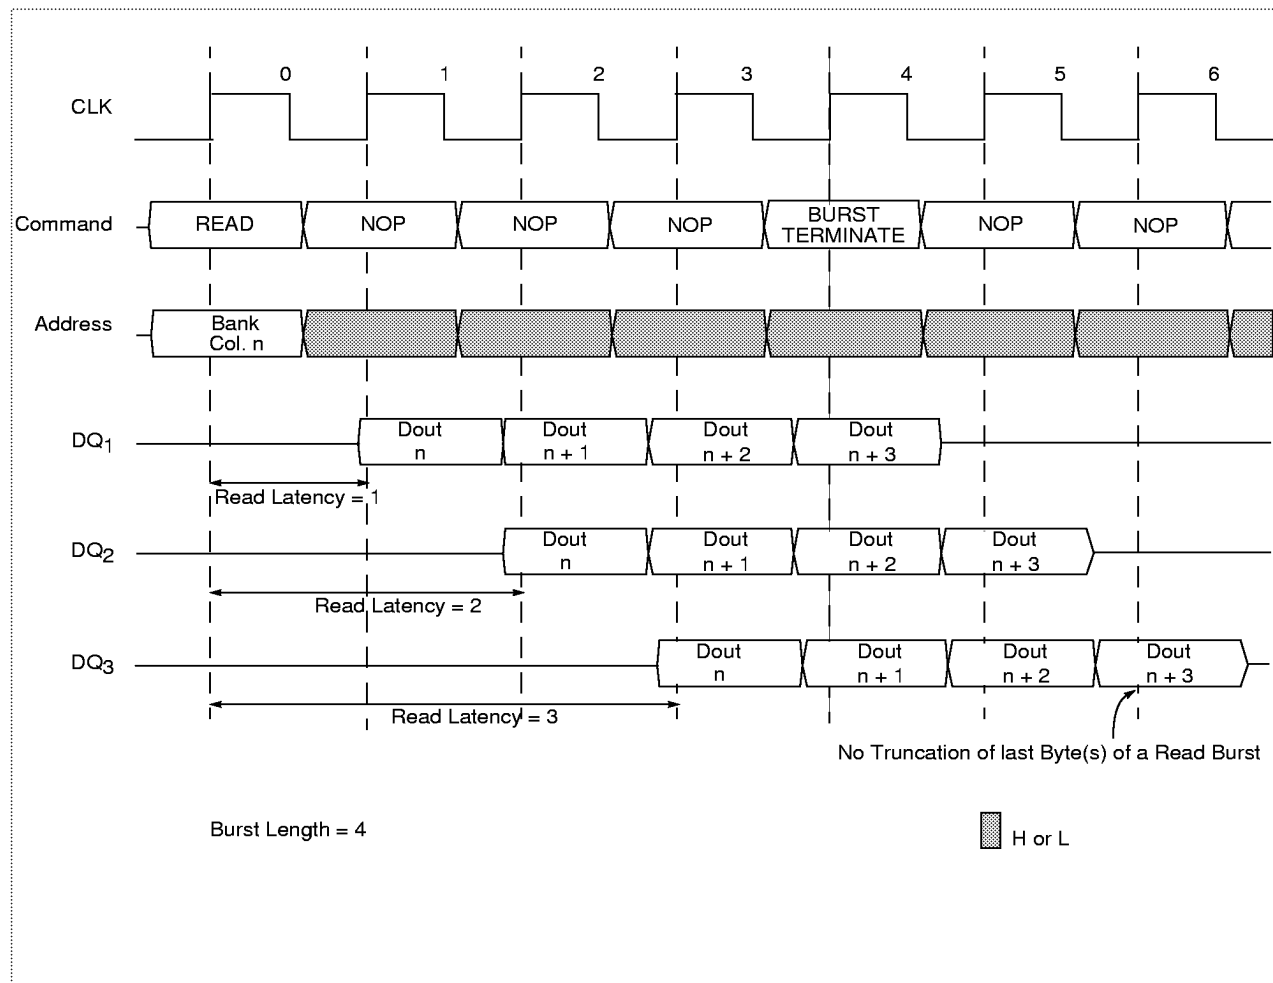 0 1 2 3 4 5 6
CLK
Command READ NOP NOP NOP BURST TERMINATE NOP NOP
Address Bank Col. n
DQ1 Dout n Dout n + 1 Dout n + 2 Dout n + 3
Read Latency = 1
DQ2 Dout n Dout n + 1 Dout n + 2 Dout n + 3
Read Latency = 2
DQ3 Dout n Dout n + 1 Dout n + 2 Dout n + 3
Read Latency = 3
No Truncation of last Byte(s) of a Read Burst
Burst Length = 4
H or L